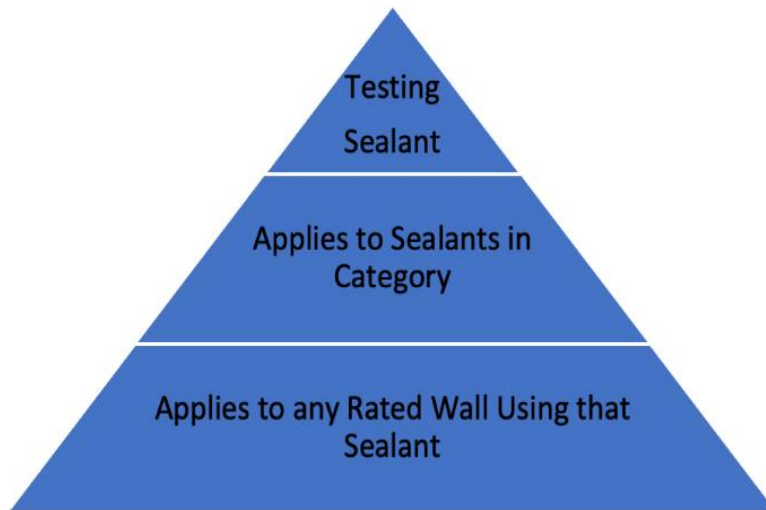 Testing
Sealant
Applies to Sealants in
Category
Applies to any Rated Wall Using that
Sealant